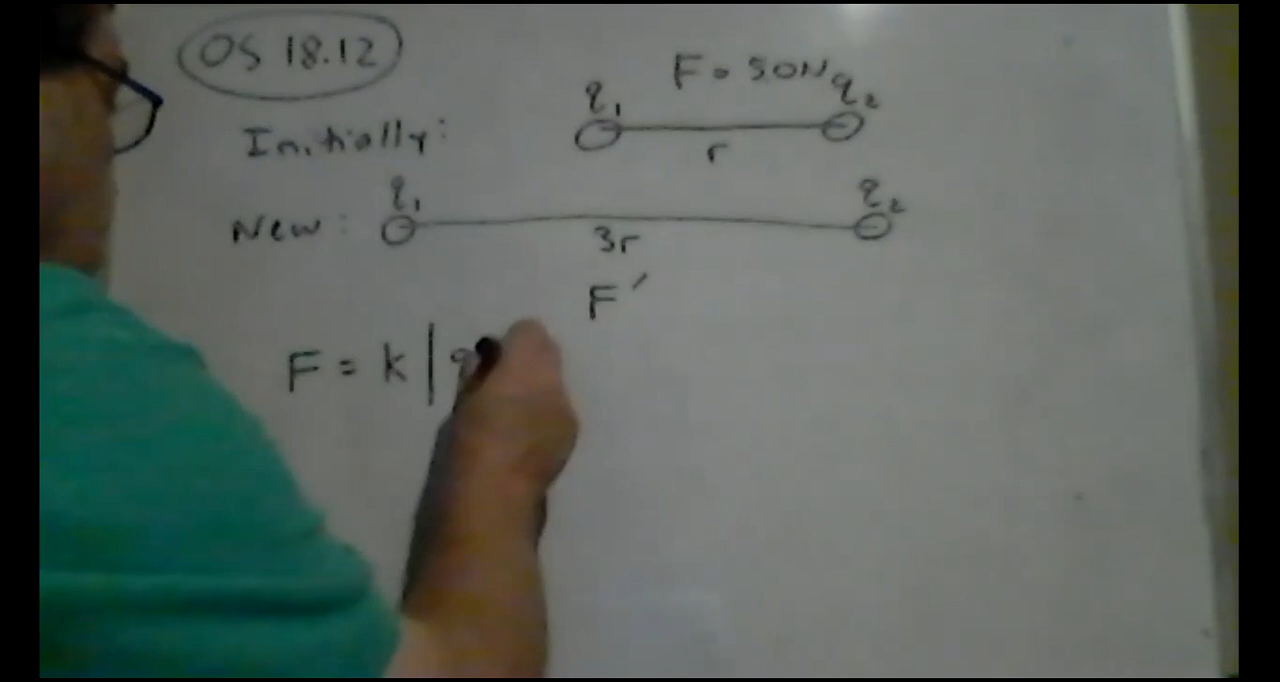 OS 18.12
F = 50N
q₁ q₂
Initially:
r
q₁ q₂
New:
3r
F'
F = k |q